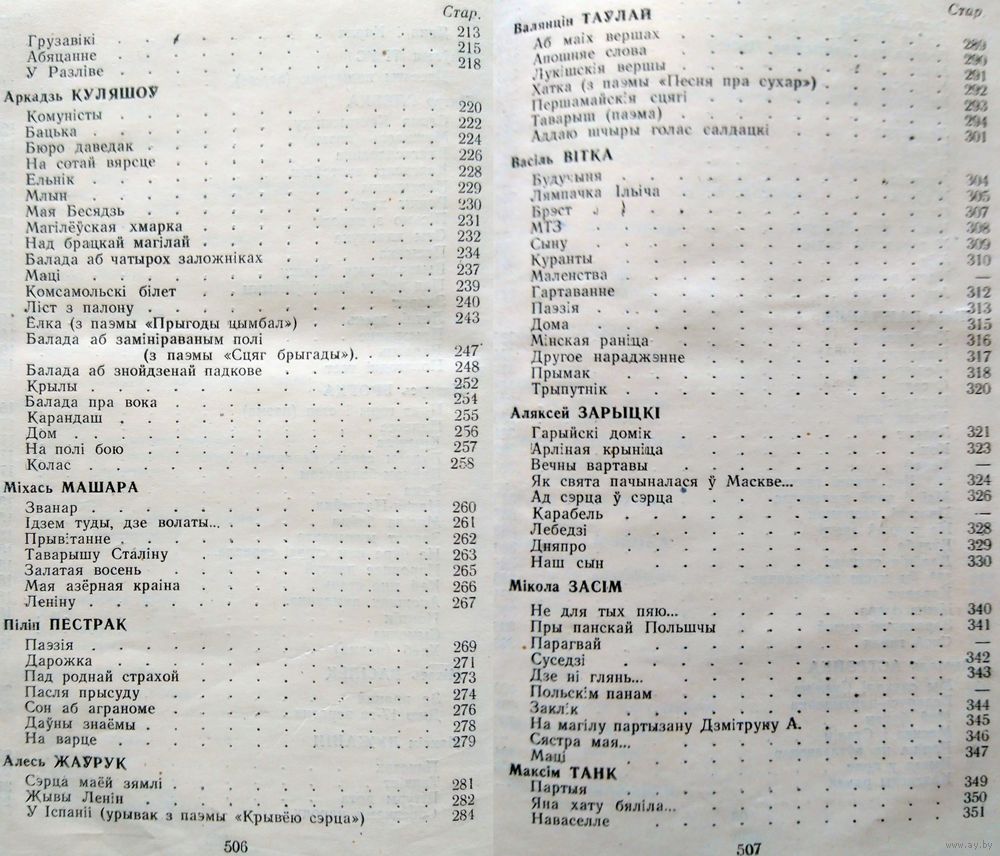 Стар.
Грузавікі . . . 213
Абяцанне . . . 215
У Разліве . . . 218
Аркадзь КУЛЯШОЎ
Комуністы . . . 220
Бацька . . . 222
Бюро даведак . . . 224
На сотай вярсце . . . 226
Ельнік . . . 228
Млын . . . 229
Мая Бесядзь . . . 230
Магілёўская хмарка . . . 231
Над брацкай магілай . . . 232
Балада аб чатырох заложніках . . . 234
Маці . . . 237
Комсамольскі білет . . . 239
Ліст з палону . . . 240
Ёлка (з паэмы «Прыгоды цымбал») . . . 243
Балада аб замініраваным полі
(з паэмы «Сцяг брыгады»). . . . 247
Балада аб знойдзенай падкове . . . 248
Крылы . . . 252
Балада пра вока . . . 254
Карандаш . . . 255
Дом . . . 256
На полі бою . . . 257
Колас . . . 258
Міхась МАШАРА
Званар . . . 260
Ідзем туды, дзе волаты... . . . 261
Прывітанне . . . 262
Таварышу Сталіну . . . 263
Залатая восень . . . 265
Мая азёрная краіна . . . 266
Леніну . . . 267
Піліп ПЕСТРАК
Паэзія . . . 269
Дарожка . . . 271
Пад роднай страхой . . . 273
Пасля прысуду . . . 274
Сон аб аграноме . . . 276
Даўны знаёмы . . . 278
На варце . . . 279
Алесь ЖАЎРУК
Сэрца маёй зямлі . . . 281
Жывы Ленін . . . 282
У Іспаніі (урывак з паэмы «Крывёю сэрца») . . . 284
506
Стар.
Валянцін ТАЎЛАЙ
Аб маіх вершах . . . 289
Апошняе слова . . . 290
Лукішскія вершы . . . 291
Хатка (з паэмы «Песня пра сухар») . . . 292
Першамайскія сцягі . . . 293
Таварыш (паэма) . . . 294
Аддаю шчыры голас салдацкі . . . 301
Васіль ВІТКА
Будучыня . . . 304
Лямпачка Ільіча . . . 305
Брэст . . . 307
МТЗ . . . 308
Сыну . . . 309
Куранты . . . 310
Маленства . . . —
Гартаванне . . . 312
Паэзія . . . 313
Дома . . . 315
Мінская раніца . . . 316
Другое нараджэнне . . . 317
Прымак . . . 318
Трыпутнік . . . 320
Аляксей ЗАРЫЦКІ
Гарыйскі домік . . . 321
Арліная крыніца . . . 323
Вечны вартавы . . . —
Як свята пачыналася ў Маскве... . . . 324
Ад сэрца ў сэрца . . . 326
Карабель . . . —
Лебедзі . . . 328
Дняпро . . . 329
Наш сын . . . 330
Мікола ЗАСІМ
Не для тых пяю... . . . 340
Пры панскай Польшчы . . . 341
Парагвай . . . —
Суседзі . . . 342
Дзе ні глянь... . . . 343
Польскім панам . . . —
Заклік . . . 344
На магілу партызану Дзмітруку А. . . . 345
Сястра мая... . . . 346
Маці . . . 347
Максім ТАНК
Партыя . . . 349
Яна хату бяліла... . . . 350
Наваселле . . . 351
507
www.ay.by